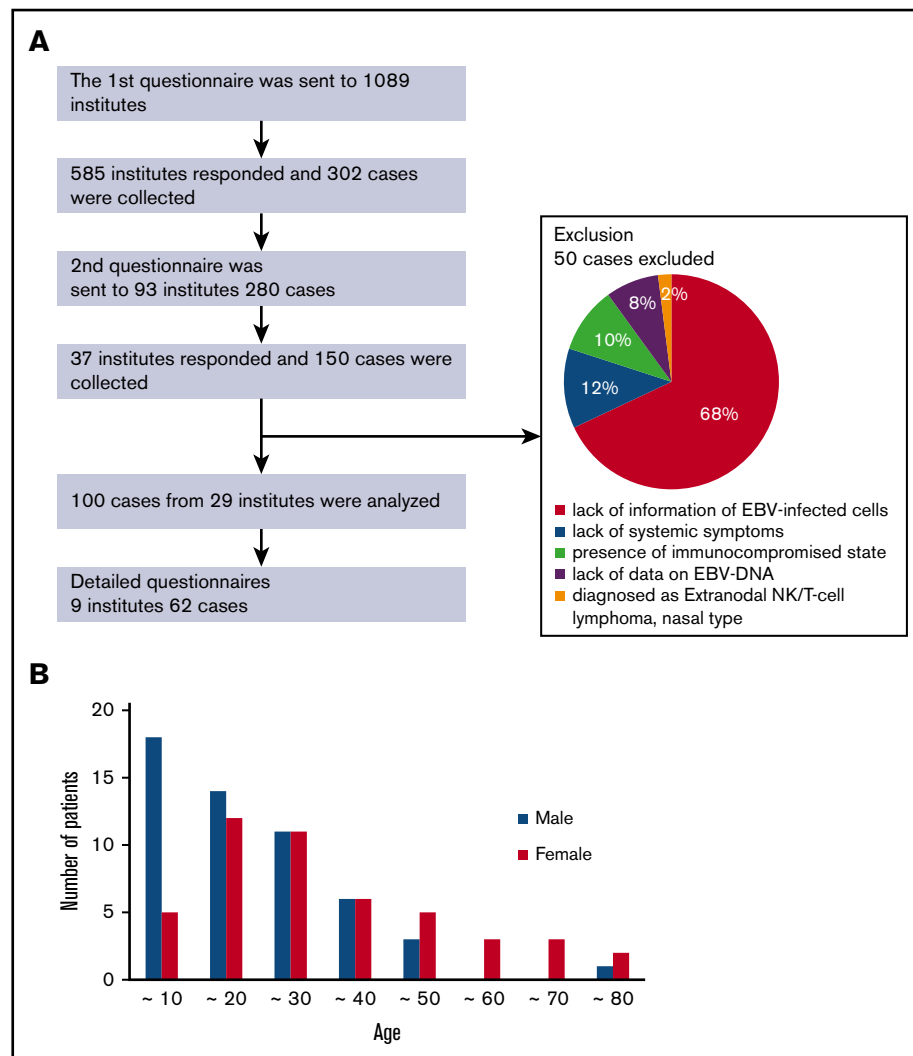 A
The 1st questionnaire was sent to 1089
institutes
585 institutes responded and 302 cases
were collected
2nd questionnaire was
sent to 93 institutes 280 cases
37 institutes responded and 150 cases were
collected
100 cases from 29 institutes were analyzed
Detailed questionnaires
9 institutes 62 cases
Exclusion
50 cases excluded
2%
8%
10%
12%
68%
lack of information of EBV-infected cells
lack of systemic symptoms
presence of immunocompromised state
lack of data on EBV-DNA
diagnosed as Extranodal NK/T-cell
lymphoma, nasal type
B
Number of patients
20
15
10
5
0
Male
Female
~ 10 ~ 20 ~ 30 ~ 40 ~ 50 ~ 60 ~ 70 ~ 80
Age